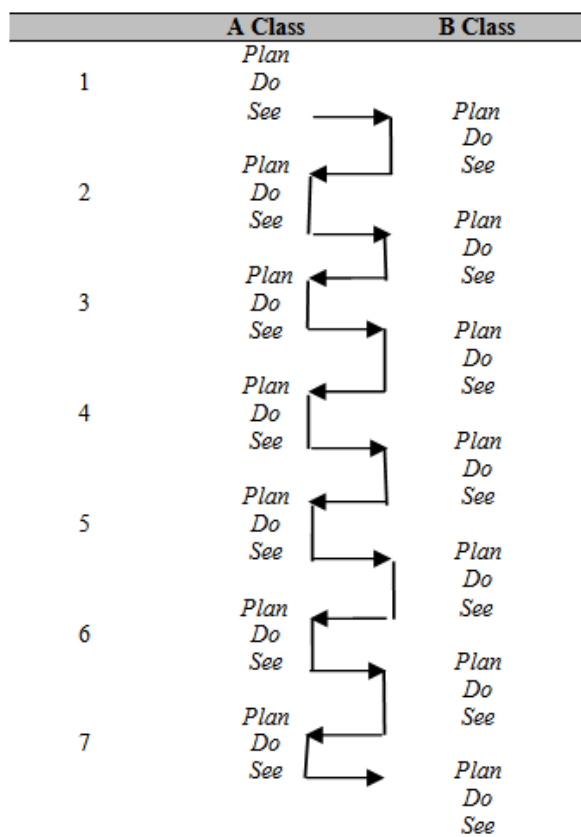 A Class B Class
Plan
1 Do
See Plan
Do
Plan See
2 Do
See Plan
Do
Plan See
3 Do
See Plan
Do
Plan See
4 Do
See Plan
Do
Plan See
5 Do
See Plan
Do
Plan See
6 Do
See Plan
Do
Plan See
7 Do
See Plan
Do
See